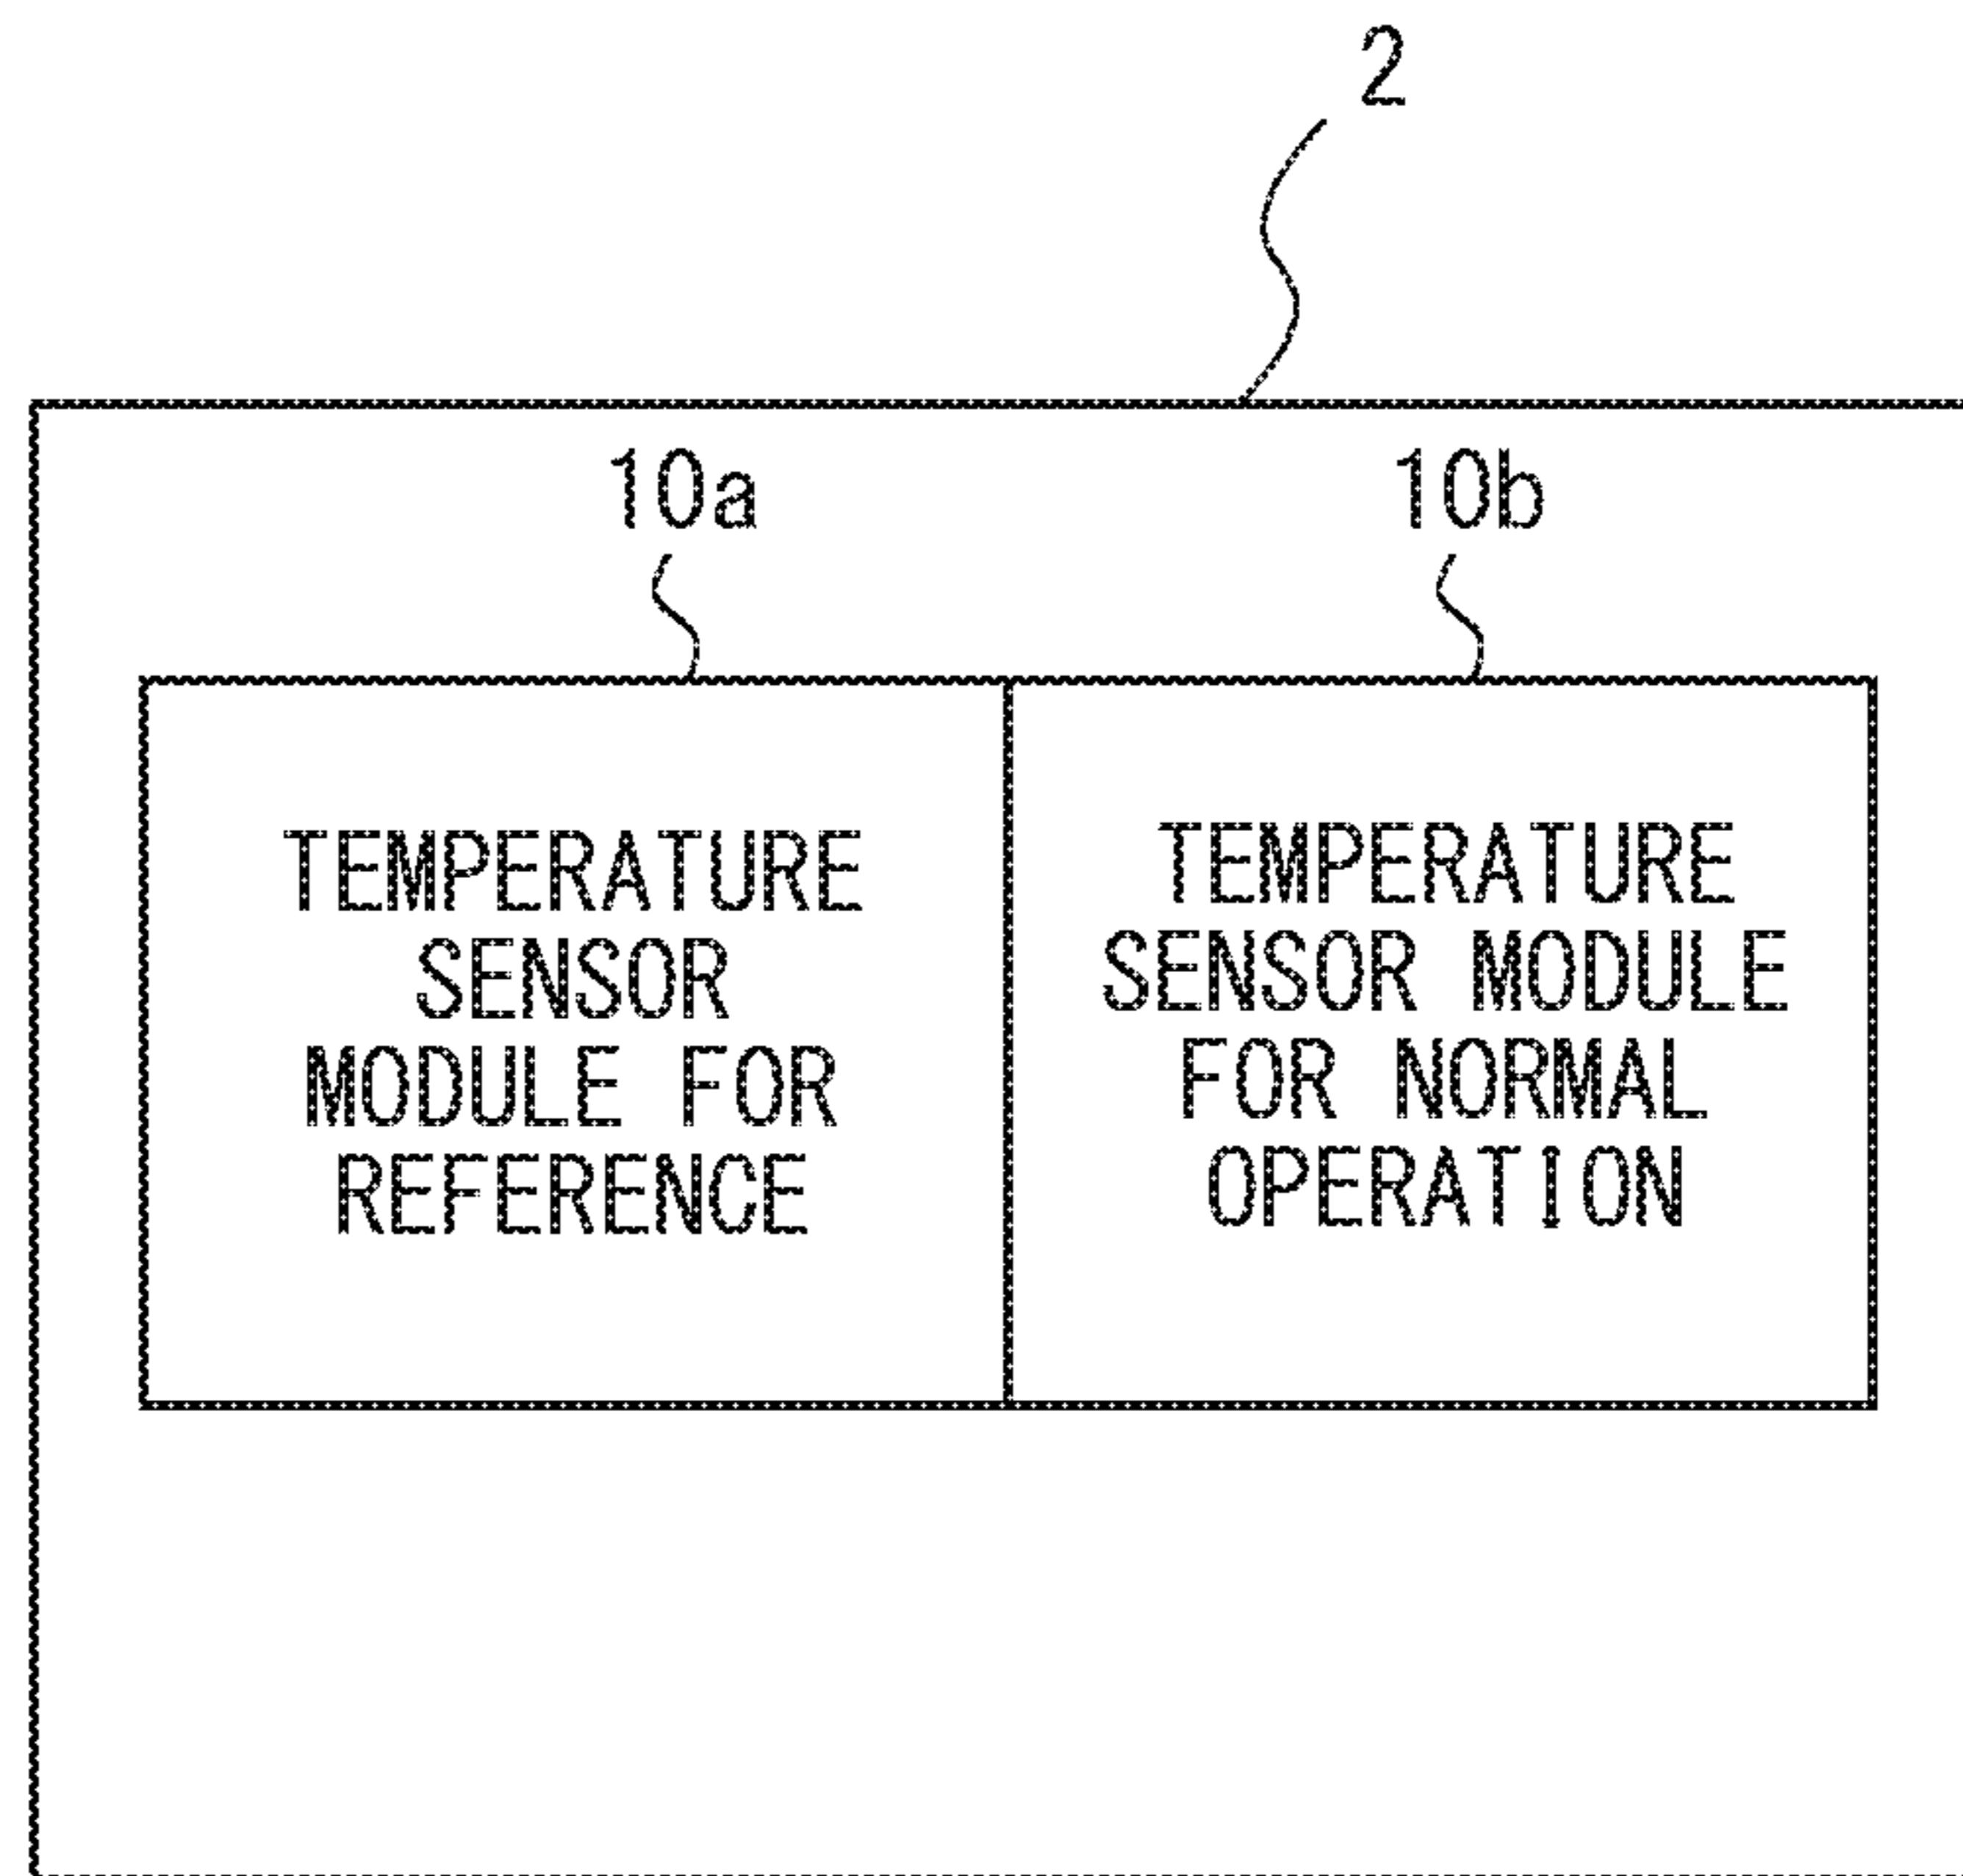 2
10a
10b
TEMPERATURE
SENSOR
MODULE FOR
REFERENCE
TEMPERATURE
SENSOR MODULE
FOR NORMAL
OPERATION